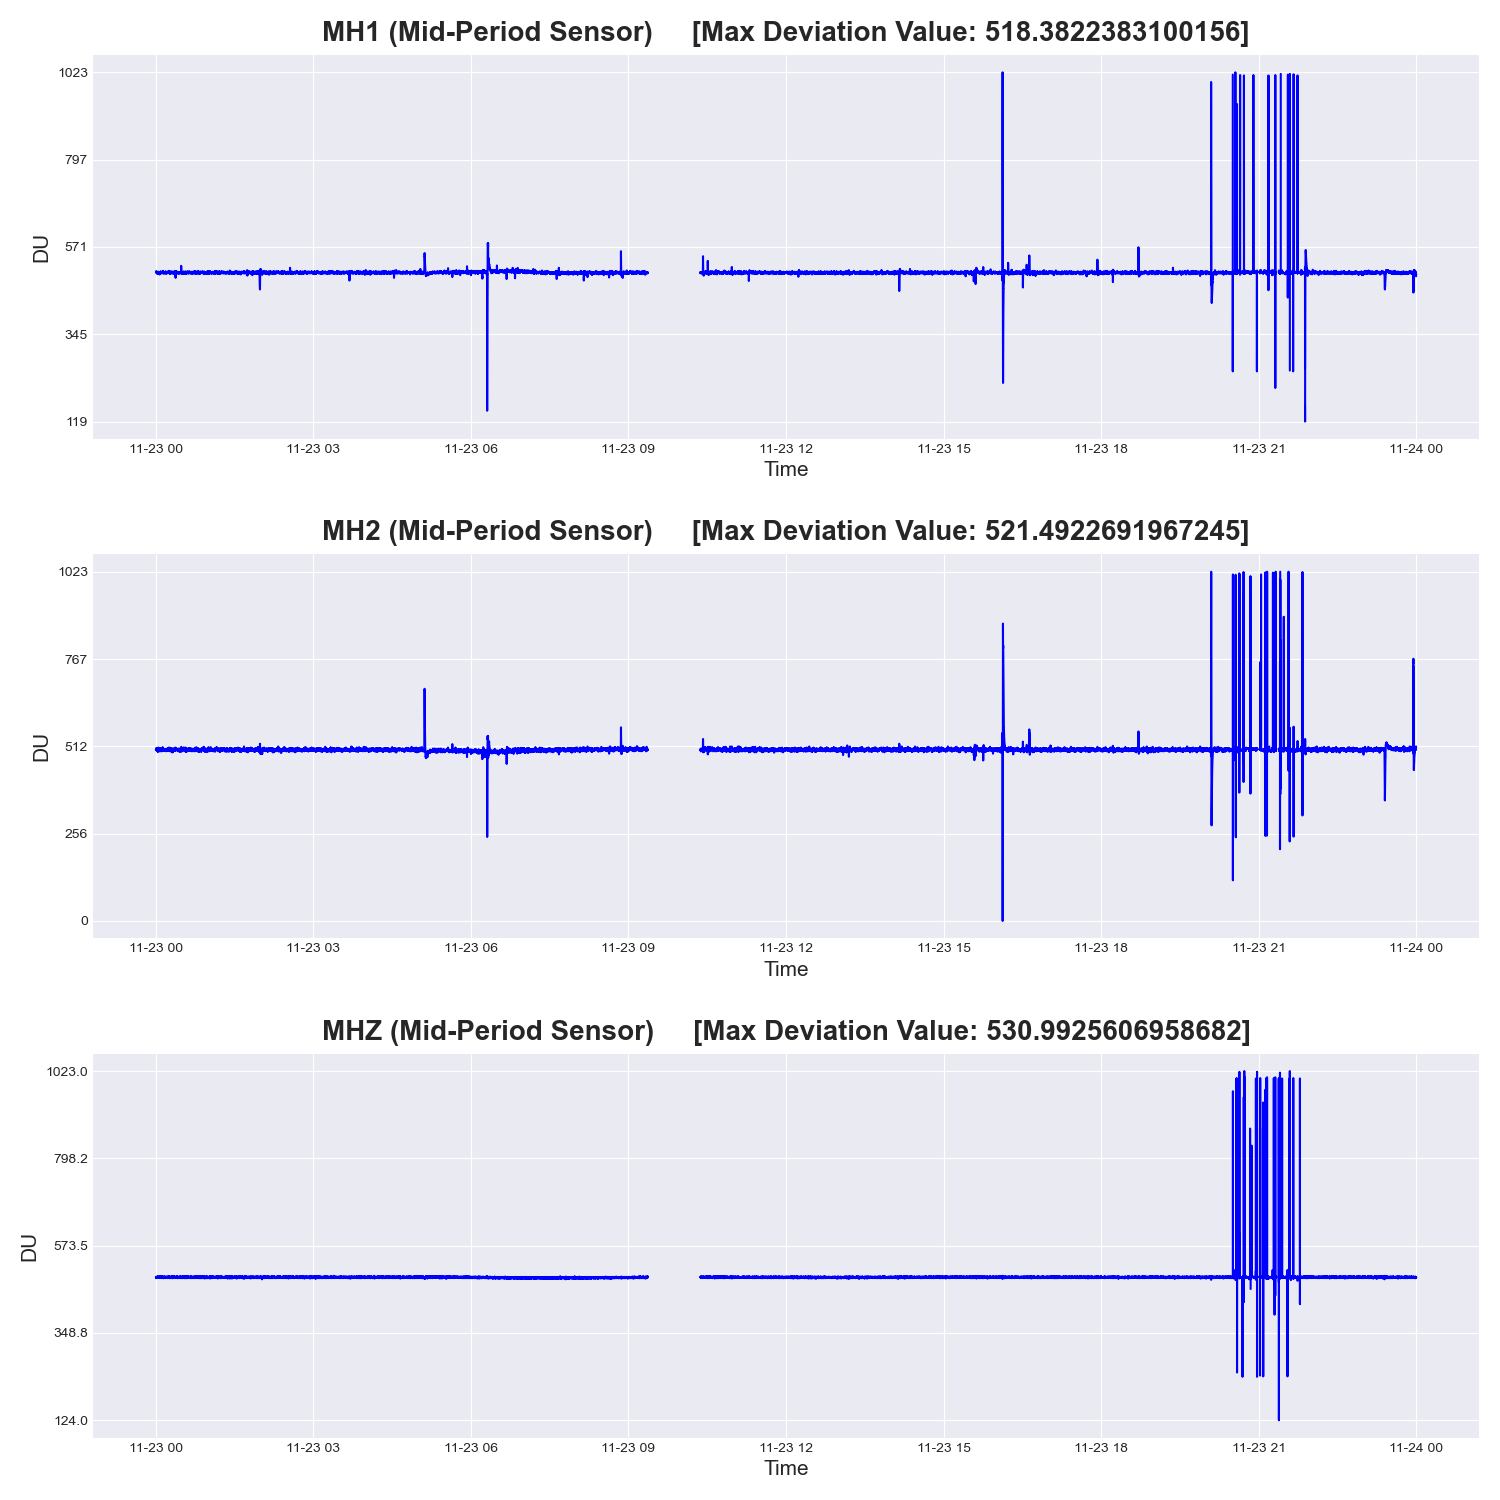 MH1 (Mid-Period Sensor) [Max Deviation Value: 518.3822383100156]
1023
797
571
345
119
DU
11-23 00 11-23 03 11-23 06 11-23 09 11-23 12 11-23 15 11-23 18 11-23 21 11-24 00
Time
MH2 (Mid-Period Sensor) [Max Deviation Value: 521.4922691967245]
1023
767
512
256
0
DU
11-23 00 11-23 03 11-23 06 11-23 09 11-23 12 11-23 15 11-23 18 11-23 21 11-24 00
Time
MHZ (Mid-Period Sensor) [Max Deviation Value: 530.9925606958682]
1023.0
798.2
573.5
348.8
124.0
DU
11-23 00 11-23 03 11-23 06 11-23 09 11-23 12 11-23 15 11-23 18 11-23 21 11-24 00
Time